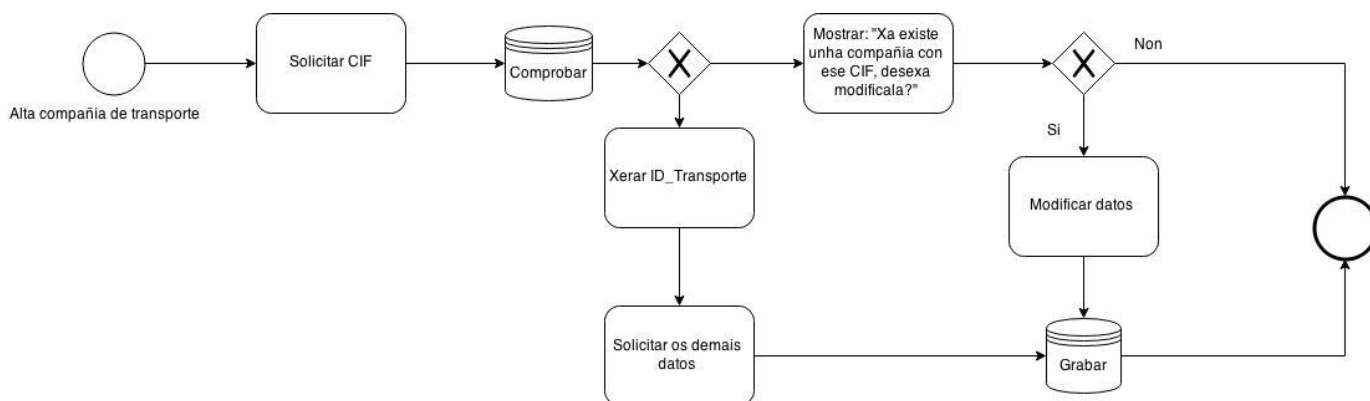 Alta compañia de transporte
Solicitar CIF
Comprobar
Mostrar: "Xa existe
unha compañia con
ese CIF, desexa
modificala?"
Non
Si
Xerar ID_Transporte
Modificar datos
Solicitar os demais
datos
Grabar